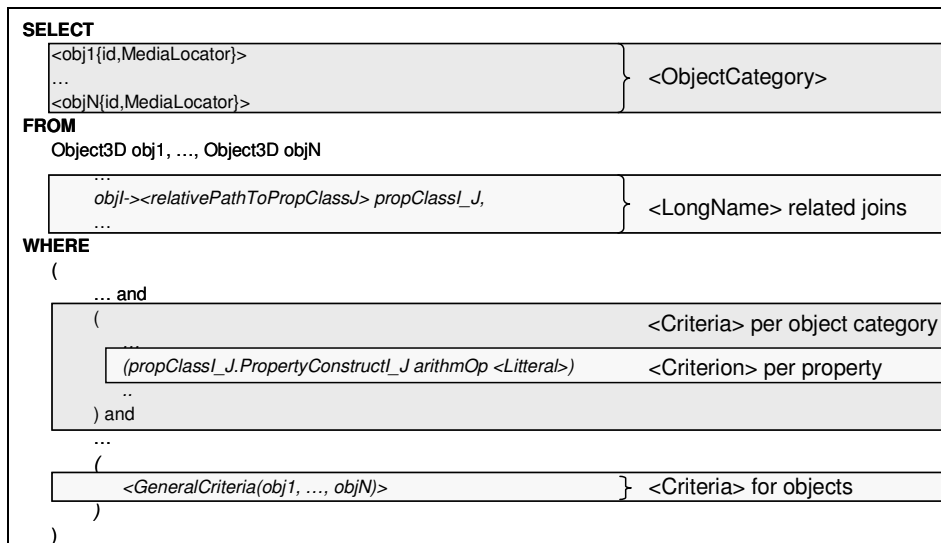 SELECT
<obj1{id,MediaLocator}>
…
<objN{id,MediaLocator}>
<ObjectCategory>
FROM
Object3D obj1, …, Object3D objN
…
objI-><relativePathToPropClassJ> propClassI_J,
…
<LongName> related joins
WHERE
(
… and
(
<Criteria> per object category
…
(propClassI_J.PropertyConstructI_J arithmOp <Litteral>)
<Criterion> per property
..
) and
…
(
<GeneralCriteria(obj1, …, objN)>
<Criteria> for objects
)
)